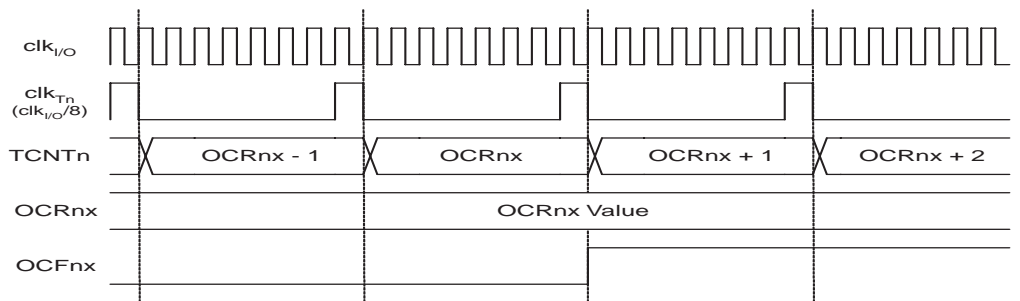 clkI/O
clkTn
(clkI/O/8)
TCNTn OCRnx - 1 OCRnx OCRnx + 1 OCRnx + 2
OCRnx OCRnx Value
OCFnx